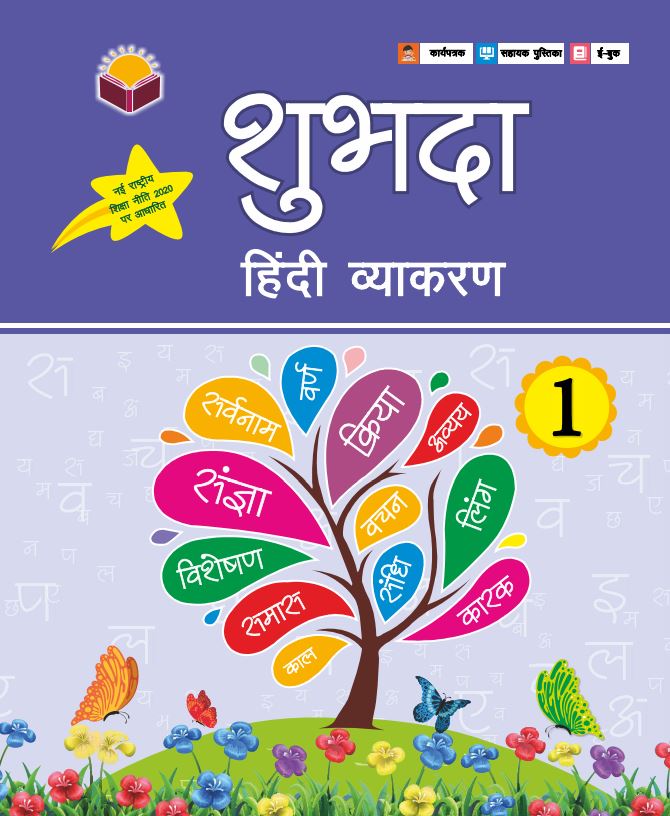 कार्यपत्रक सहायक पुस्तिका ई-बुक
शुभदा
नई राष्ट्रीय
शिक्षा नीति 2020
पर आधारित
हिंदी व्याकरण
1
वर्ण
सर्वनाम
क्रिया
अव्यय
संज्ञा
वचन
लिंग
विशेषण
संधि
समास
कारक
काल